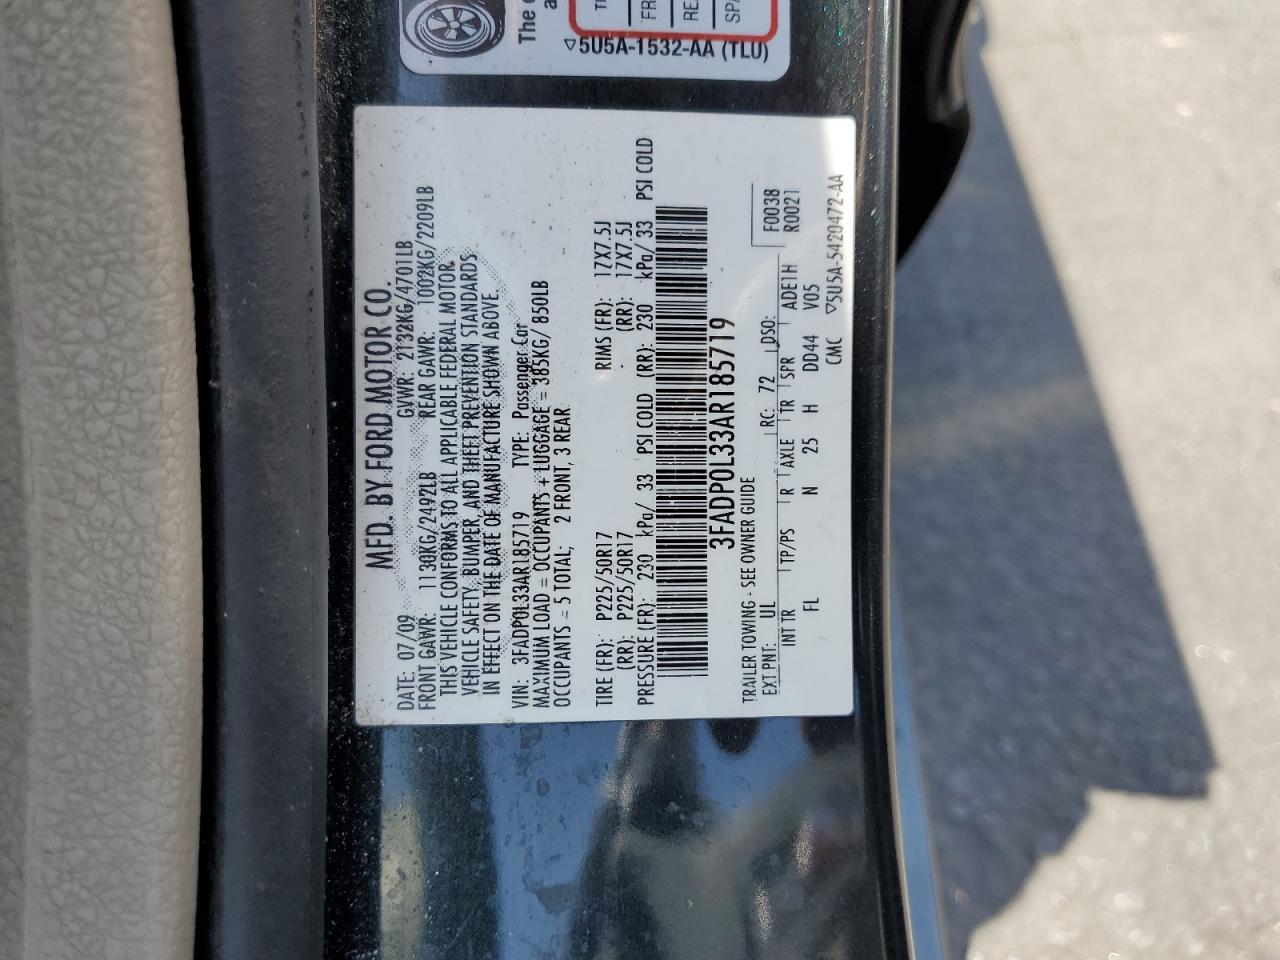 The
5U5A-1532-AA (TLU)
MFD. BY FORD MOTOR CO.
DATE: 07/09 GVWR: 2132KG/4701LB
FRONT GAWR: 1130KG/2492LB REAR GAWR: 1002KG/2209LB
THIS VEHICLE CONFORMS TO ALL APPLICABLE FEDERAL MOTOR
VEHICLE SAFETY, BUMPER, AND THEFT PREVENTION STANDARDS
IN EFFECT ON THE DATE OF MANUFACTURE SHOWN ABOVE.
VIN: 3FADP0L33AR185719 TYPE: Passenger Car
MAXIMUM LOAD = OCCUPANTS + LUGGAGE = 385KG/ 850LB
OCCUPANTS = 5 TOTAL; 2 FRONT, 3 REAR
TIRE (FR): P225/50R17 RIMS (FR): 17X7.5J
(RR): P225/50R17 (RR): 17X7.5J
PRESSURE (FR): 230 kPa/ 33 PSI COLD (RR): 230 kPa/ 33 PSI COLD
3FADP0L33AR185719
TRAILER TOWING - SEE OWNER GUIDE
EXT PNT: UL RC: 72 DSO: F0038
R0021
INT TR TP/PS R AXLE TR SPR ADE1H
FL N 25 H DD44 V05
CMC ▽5U5A-5420472-AA